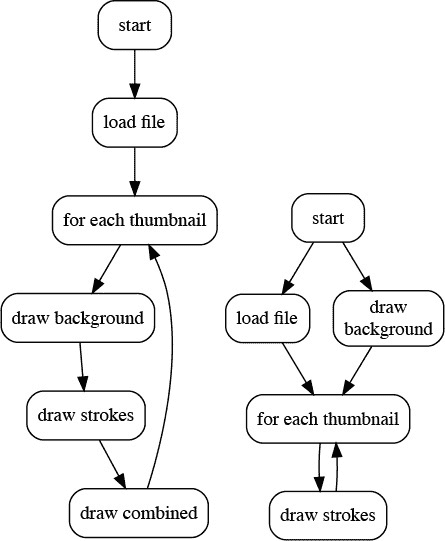 start
load file
for each thumbnail
draw background
draw strokes
draw combined
start
load file
draw
background
for each thumbnail
draw strokes